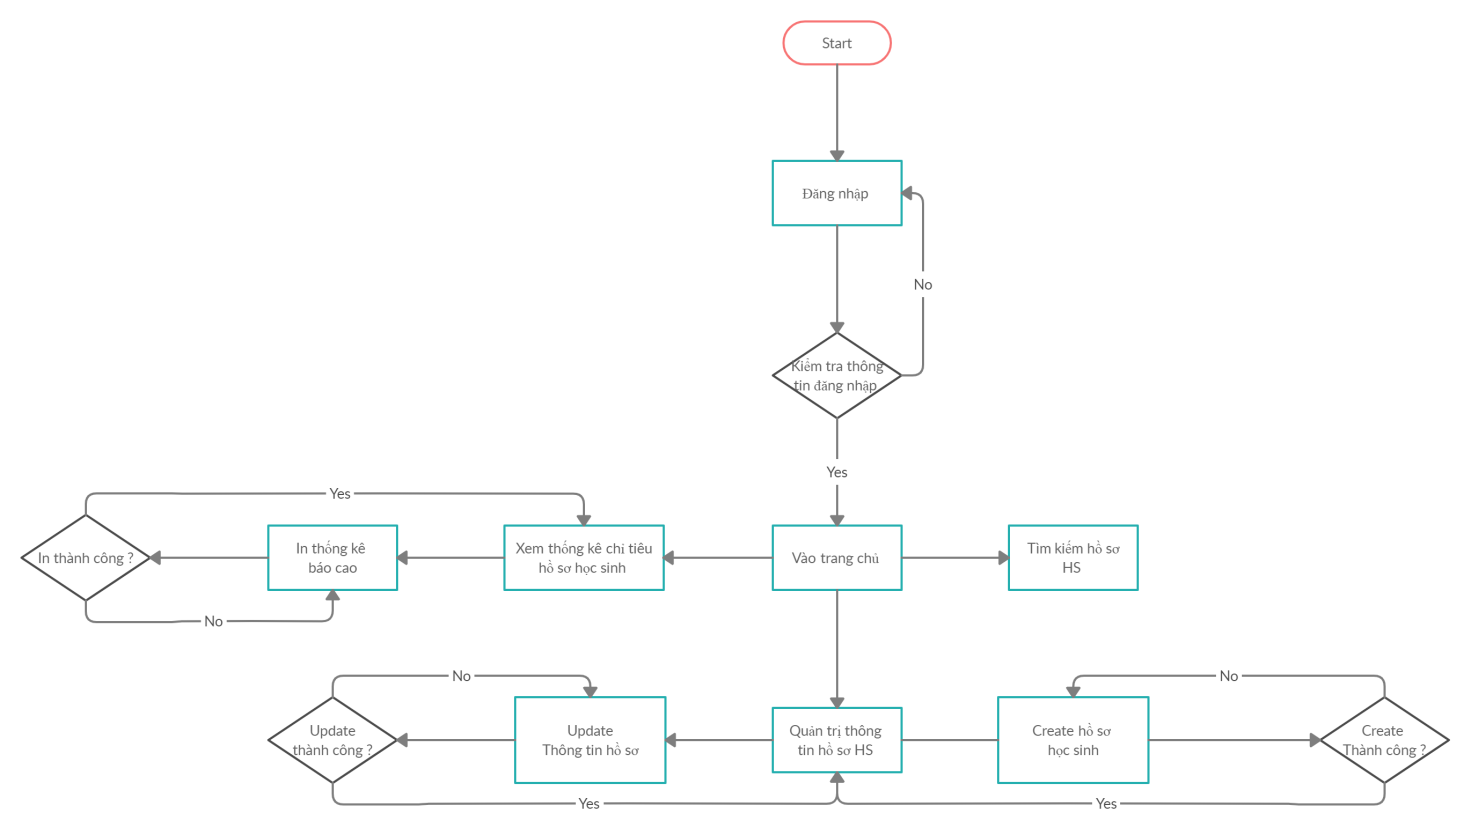 Start
Đăng nhập
No
Kiểm tra thông
tin đăng nhập
Yes
Yes
In thành công ?
In thống kê
báo cao
Xem thống kê chỉ tiêu
hồ sơ học sinh
Vào trang chủ
Tìm kiếm hồ sơ
HS
No
No
No
Update
thành công ?
Update
Thông tin hồ sơ
Quản trị thông
tin hồ sơ HS
Create hồ sơ
học sinh
Create
Thành công ?
Yes
Yes